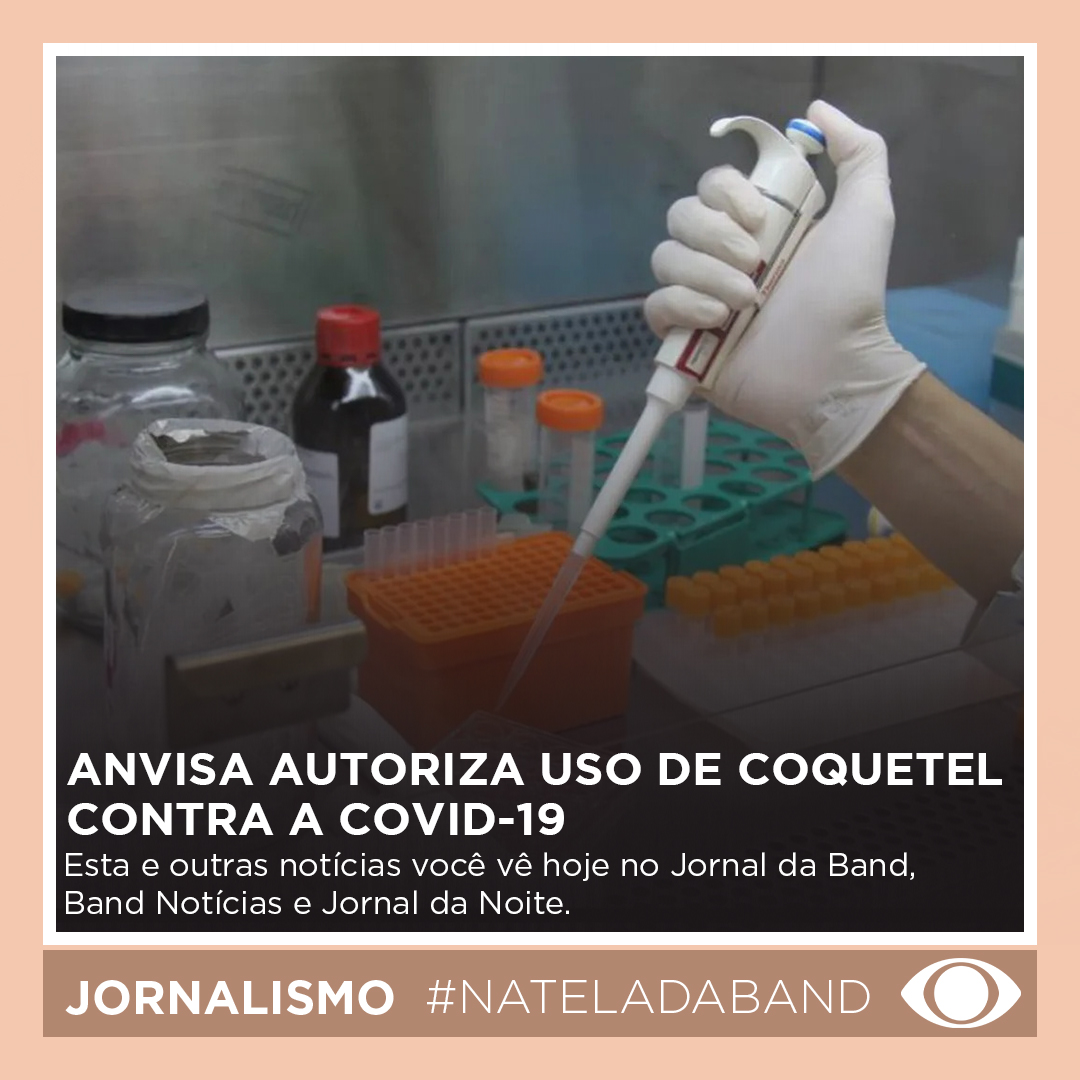 ANVISA AUTORIZA USO DE COQUETEL
CONTRA A COVID-19
Esta e outras notícias você vê hoje no Jornal da Band,
Band Notícias e Jornal da Noite.
JORNALISMO #NATELADABAND